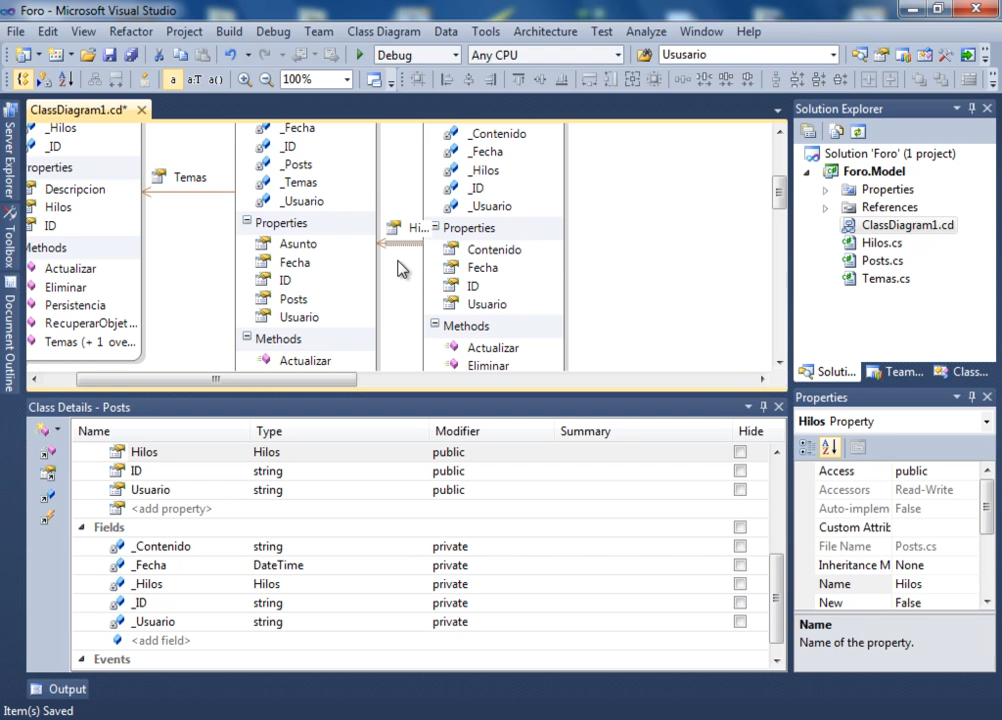 Foro - Microsoft Visual Studio
File Edit View Refactor Project Build Debug Team Class Diagram Data Tools Architecture Test Analyze Window Help
Debug Any CPU Ususario
a a:T a() 100%
ClassDiagram1.cd*
Server Explorer
Toolbox
Document Outline
_Hilos
_ID
roperties
Descripcion
Hilos
ID
Methods
Actualizar
Eliminar
Persistencia
RecuperarObjet...
Temas (+ 1 ove...
Temas
_Fecha
_ID
_Posts
_Temas
_Usuario
Properties
Asunto
Fecha
ID
Posts
Usuario
Methods
Actualizar
Hi...
_Contenido
_Fecha
_Hilos
_ID
_Usuario
Properties
Contenido
Fecha
ID
Usuario
Methods
Actualizar
Eliminar
Solution Explorer
Solution 'Foro' (1 project)
Foro.Model
Properties
References
ClassDiagram1.cd
Hilos.cs
Posts.cs
Temas.cs
Soluti... Team... Class...
Class Details - Posts
Name Type Modifier Summary Hide
Hilos Hilos public
ID string public
Usuario string public
<add property>
Fields
_Contenido string private
_Fecha DateTime private
_Hilos Hilos private
_ID string private
_Usuario string private
<add field>
Events
Properties
Hilos Property
Access public
Accessors Read-Write
Auto-implem False
Custom Attrib
File Name Posts.cs
Inheritance M None
Name Hilos
New False
Name
Name of the property.
Output
Item(s) Saved